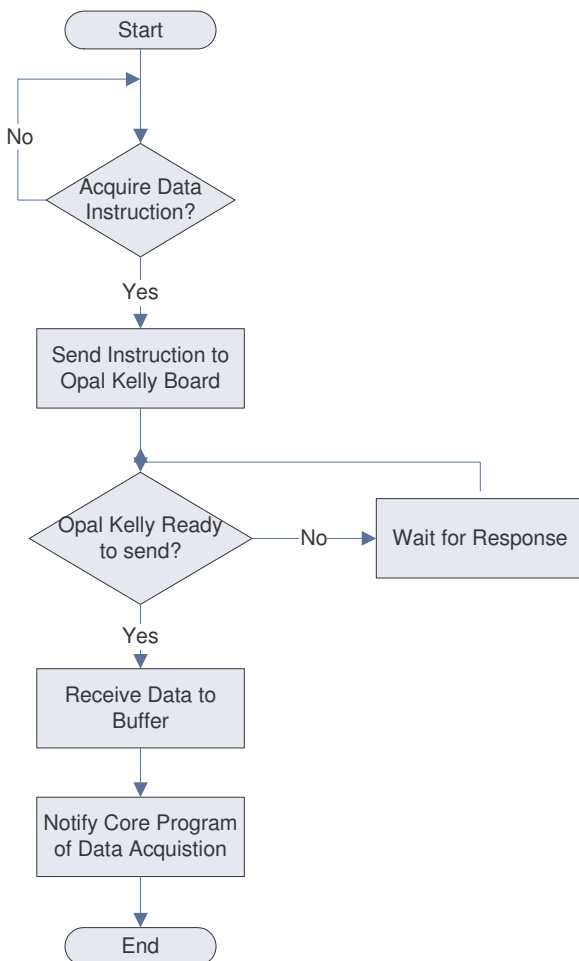 Start
No
Acquire Data
Instruction?
Yes
Send Instruction to
Opal Kelly Board
Opal Kelly Ready
to send?
No
Wait for Response
Yes
Receive Data to
Buffer
Notify Core Program
of Data Acquistion
End